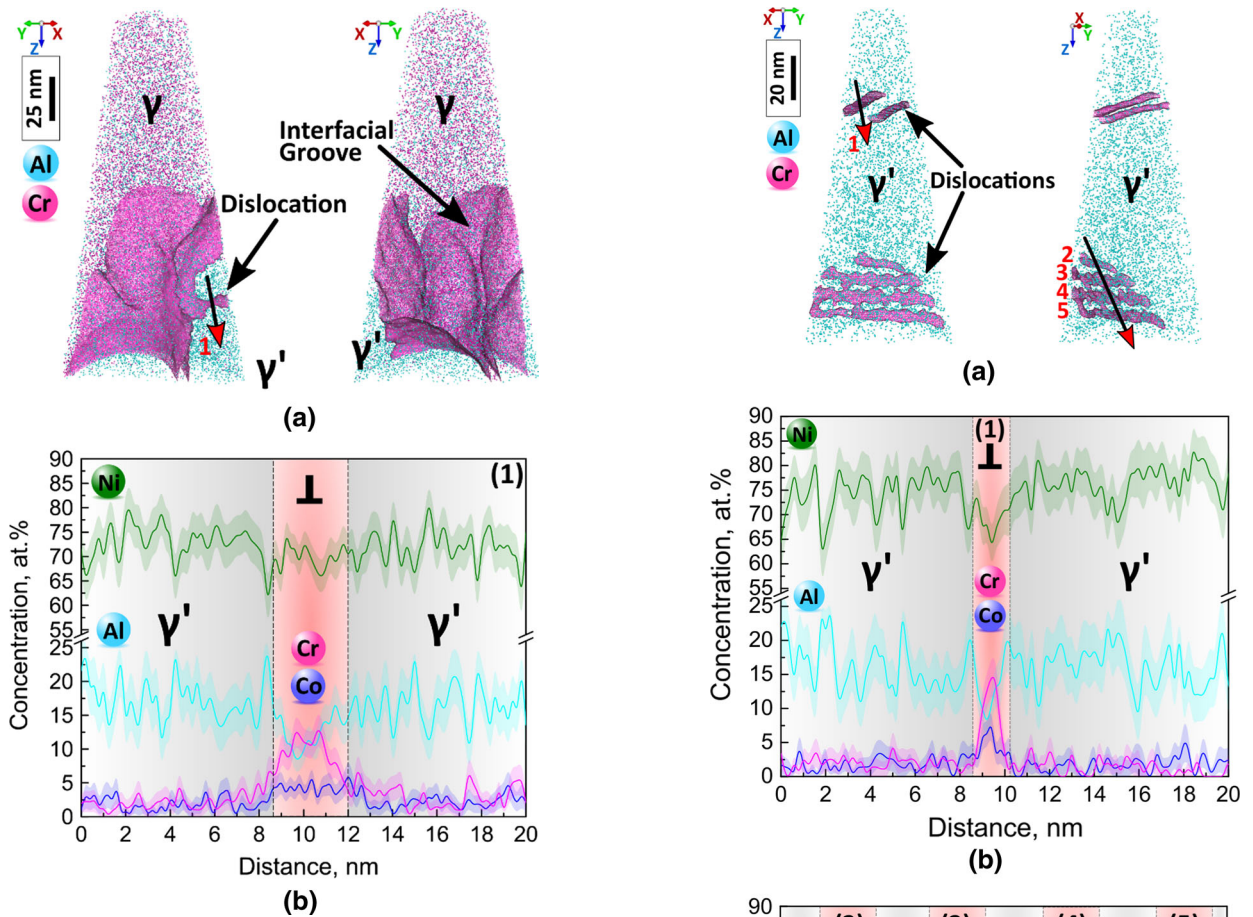 Y X
Z
25 nm
Al
Cr
γ
Dislocation
1
γ'
X Y
Z
γ
Interfacial
Groove
γ'
(a)
90
85
80
75
70
65
60
55
25
20
15
10
5
0
Concentration, at.%
Ni
Al
γ'
⊥
Cr
Co
(1)
γ'
0 2 4 6 8 10 12 14 16 18 20
Distance, nm
(b)
X Y
Z
20 nm
Al
Cr
1
γ'
Dislocations
X
Y
Z
γ'
2
3
4
5
(a)
90
85
80
75
70
65
60
55
25
20
15
10
5
0
Concentration, at.%
Ni
Al
γ'
(1)
⊥
Cr
Co
γ'
0 2 4 6 8 10 12 14 16 18 20
Distance, nm
(b)
90